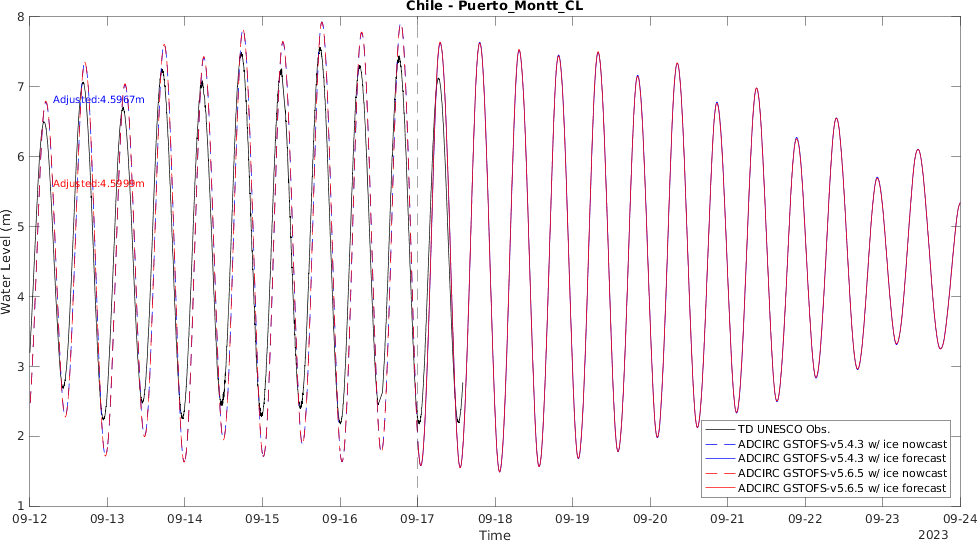 Chile - Puerto_Montt_CL
8
7
6
5
4
3
2
1
Water Level (m)
Adjusted:4.5967m
Adjusted:4.5999m
TD UNESCO Obs.
ADCIRC GSTOFS-v5.4.3 w/ ice nowcast
ADCIRC GSTOFS-v5.4.3 w/ ice forecast
ADCIRC GSTOFS-v5.6.5 w/ ice nowcast
ADCIRC GSTOFS-v5.6.5 w/ ice forecast
09-12 09-13 09-14 09-15 09-16 09-17 09-18 09-19 09-20 09-21 09-22 09-23 09-24
Time
2023